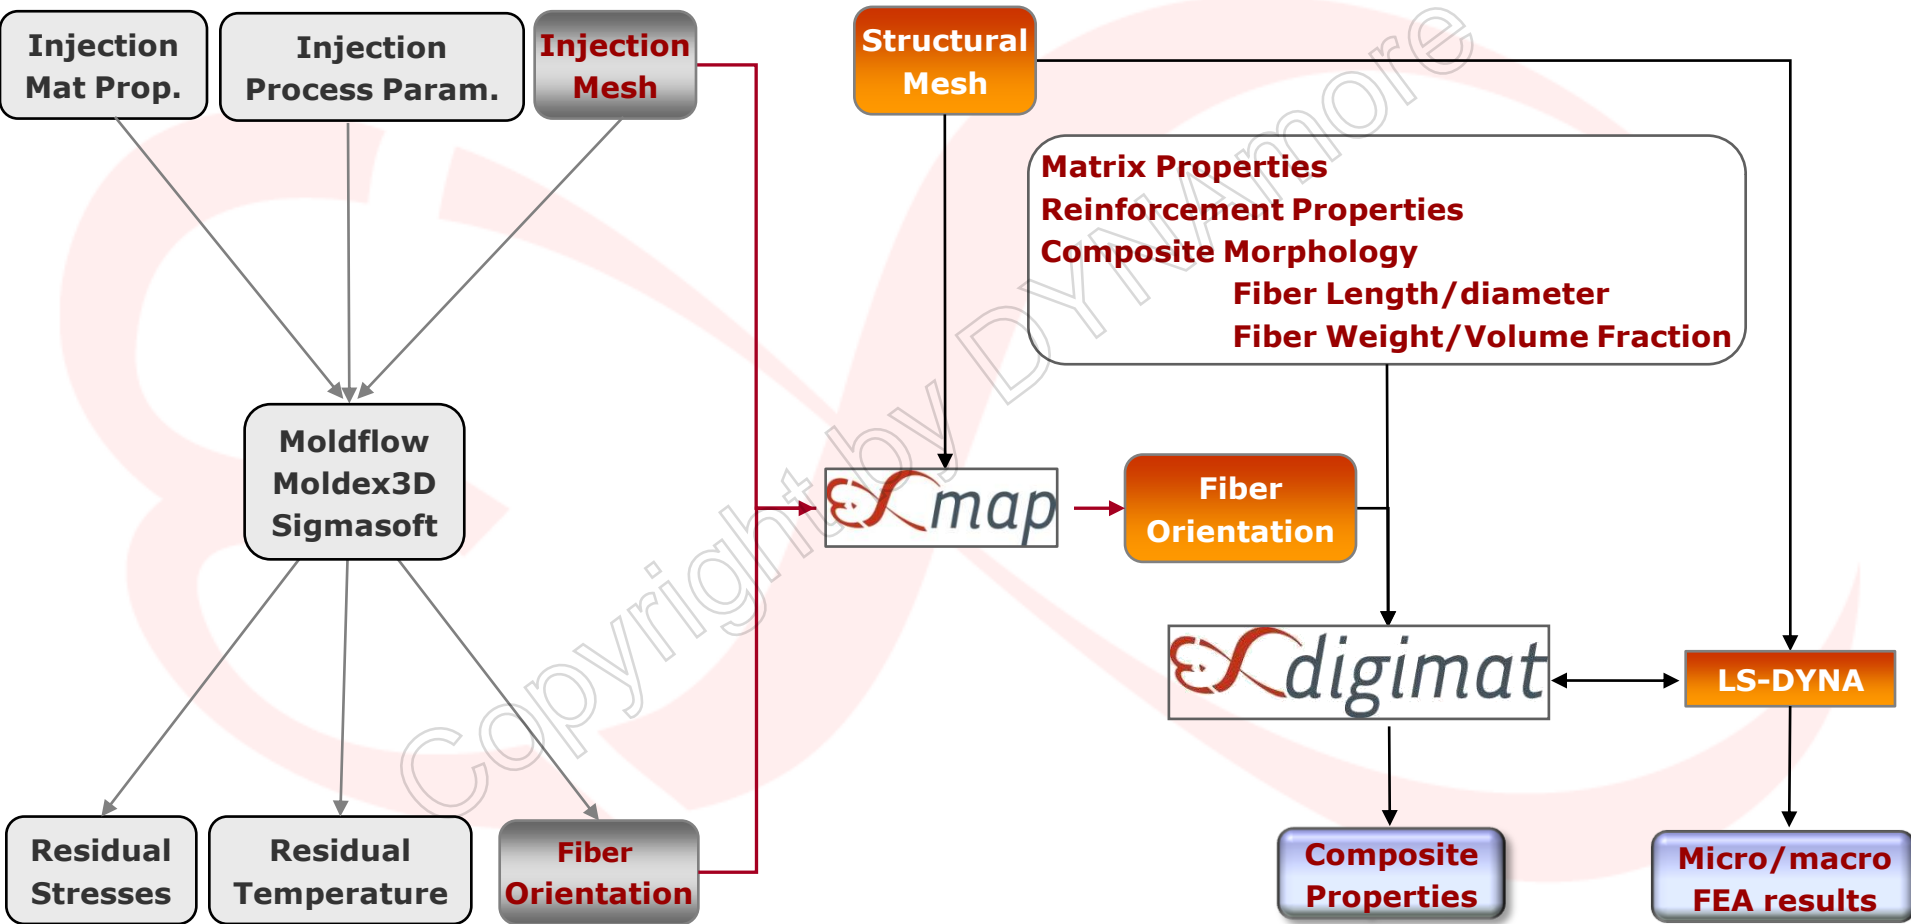 Injection
Mat Prop.
Injection
Process Param.
Injection
Mesh
Structural
Mesh
Matrix Properties
Reinforcement Properties
Composite Morphology
Fiber Length/diameter
Fiber Weight/Volume Fraction
Moldflow
Moldex3D
Sigmasoft
map
Fiber
Orientation
digimat
LS-DYNA
Residual
Stresses
Residual
Temperature
Fiber
Orientation
Composite
Properties
Micro/macro
FEA results
Copyright by DYNAmore